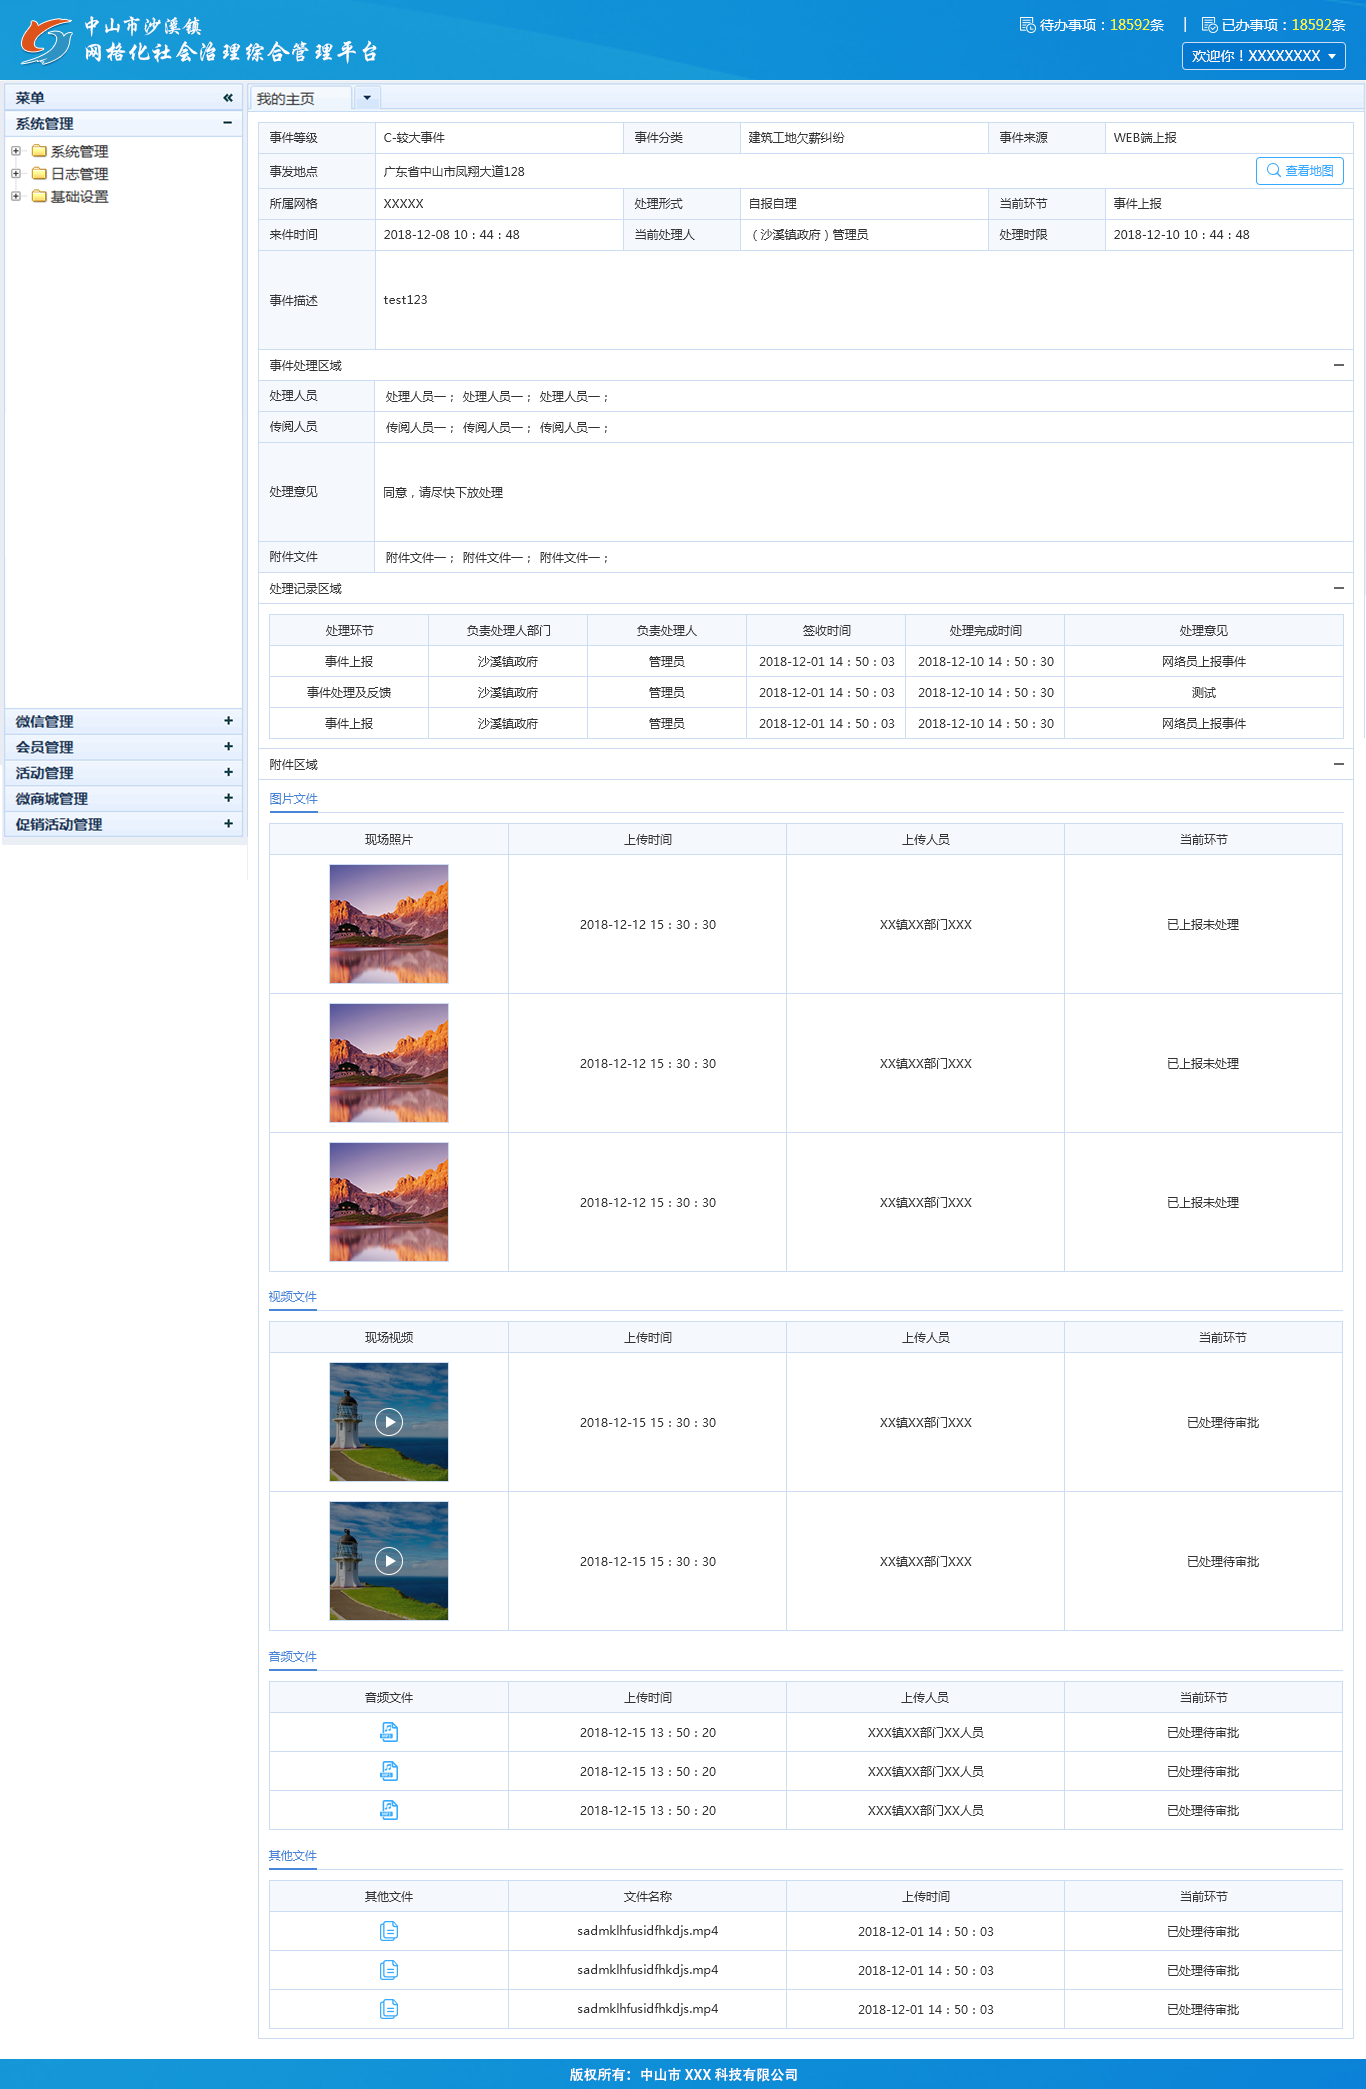 中山市沙溪镇
网格化社会治理综合管理平台
待办事项：18592条 | 已办事项：18592条
欢迎你！XXXXXXXX
菜单
系统管理
系统管理
日志管理
基础设置
微信管理
会员管理
活动管理
微商城管理
促销活动管理
我的主页
事件等级 C-较大事件 事件分类 建筑工地欠薪纠纷 事件来源 WEB端上报
事发地点 广东省中山市凤翔大道128 查看地图
所属网格 XXXXX 处理形式 自报自理 当前环节 事件上报
来件时间 2018-12-08 10：44：48 当前处理人 （沙溪镇政府）管理员 处理时限 2018-12-10 10：44：48
事件描述 test123
事件处理区域
处理人员 处理人员一； 处理人员一； 处理人员一；
传阅人员 传阅人员一； 传阅人员一； 传阅人员一；
处理意见 同意，请尽快下放处理
附件文件 附件文件一； 附件文件一； 附件文件一；
处理记录区域
处理环节 负责处理人部门 负责处理人 签收时间 处理完成时间 处理意见
事件上报 沙溪镇政府 管理员 2018-12-01 14：50：03 2018-12-10 14：50：30 网络员上报事件
事件处理及反馈 沙溪镇政府 管理员 2018-12-01 14：50：03 2018-12-10 14：50：30 测试
事件上报 沙溪镇政府 管理员 2018-12-01 14：50：03 2018-12-10 14：50：30 网络员上报事件
附件区域
图片文件
现场照片 上传时间 上传人员 当前环节
2018-12-12 15：30：30 XX镇XX部门XXX 已上报未处理
2018-12-12 15：30：30 XX镇XX部门XXX 已上报未处理
2018-12-12 15：30：30 XX镇XX部门XXX 已上报未处理
视频文件
现场视频 上传时间 上传人员 当前环节
2018-12-15 15：30：30 XX镇XX部门XXX 已处理待审批
2018-12-15 15：30：30 XX镇XX部门XXX 已处理待审批
音频文件
音频文件 上传时间 上传人员 当前环节
2018-12-15 13：50：20 XXX镇XX部门XX人员 已处理待审批
2018-12-15 13：50：20 XXX镇XX部门XX人员 已处理待审批
2018-12-15 13：50：20 XXX镇XX部门XX人员 已处理待审批
其他文件
其他文件 文件名称 上传时间 当前环节
sadmklhfusidfhkdjs.mp4 2018-12-01 14：50：03 已处理待审批
sadmklhfusidfhkdjs.mp4 2018-12-01 14：50：03 已处理待审批
sadmklhfusidfhkdjs.mp4 2018-12-01 14：50：03 已处理待审批
版权所有：中山市 XXX 科技有限公司